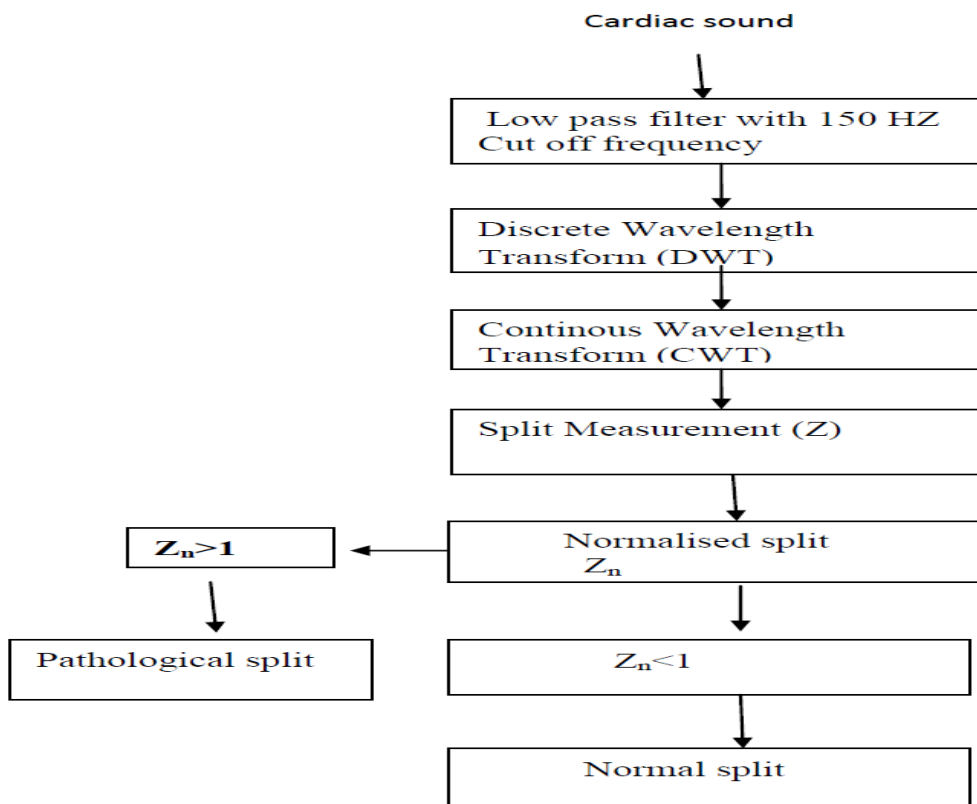 Cardiac sound
Low pass filter with 150 HZ
Cut off frequency
Discrete Wavelength
Transform (DWT)
Continous Wavelength
Transform (CWT)
Split Measurement (Z)
Normalised split
Zn
Zn>1
Pathological split
Zn<1
Normal split